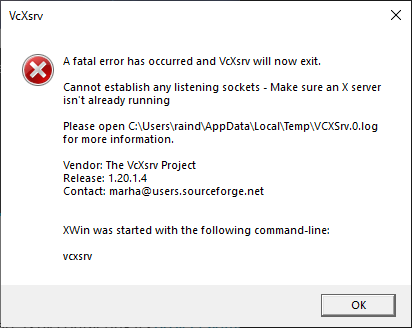 VcXsrv
A fatal error has occurred and VcXsrv will now exit.
Cannot establish any listening sockets - Make sure an X server
isn't already running
Please open C:\Users\raind\AppData\Local\Temp\VCXSrv.0.log
for more information.
Vendor: The VcXsrv Project
Release: 1.20.1.4
Contact: marha@users.sourceforge.net
XWin was started with the following command-line:
vcxsrv
OK